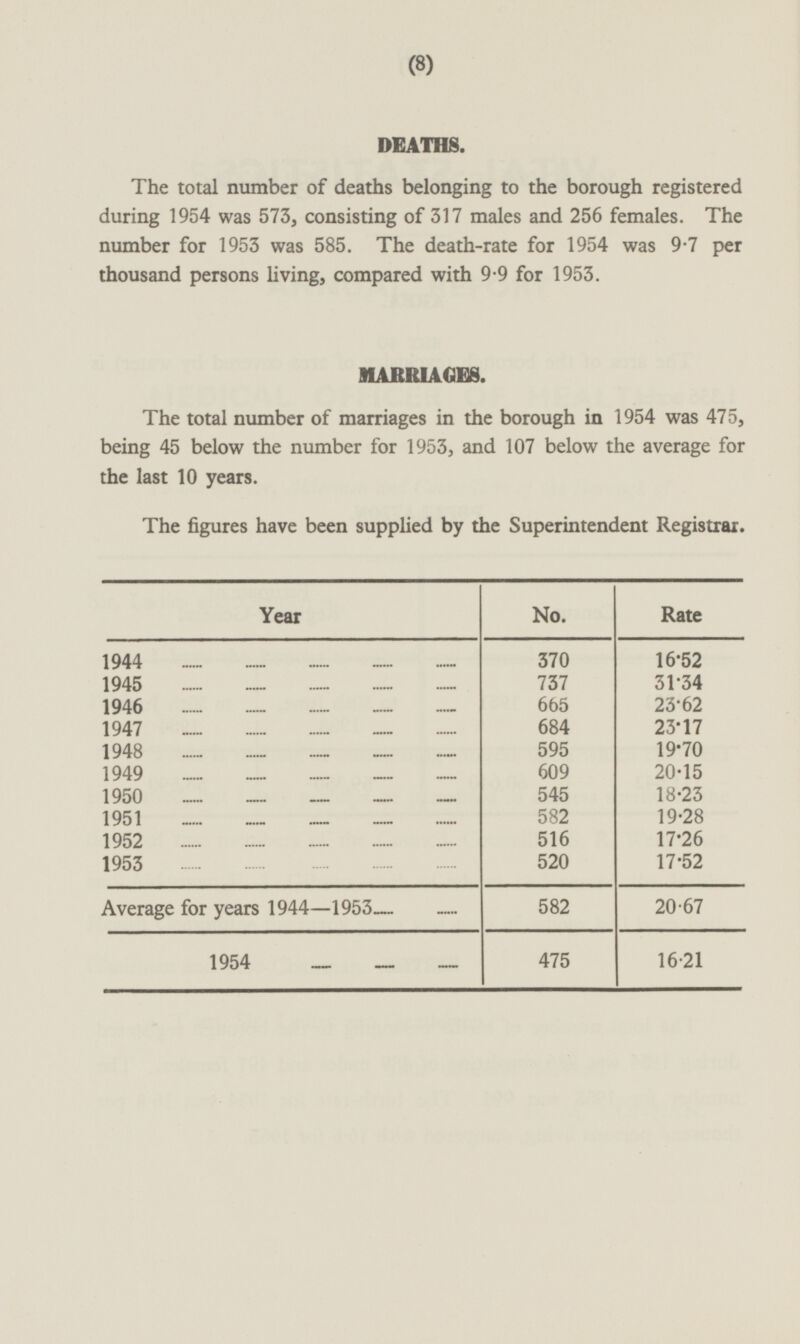 (8)
DEATHS.
The total number of deaths belonging to the borough registered
during 1954 was 573, consisting of 317 males and 256 females. The
number for 1953 was 585. The death-rate for 1954 was 9·7 per
thousand persons living, compared with 9·9 for 1953.
MARRIAGES.
The total number of marriages in the borough in 1954 was 475,
being 45 below the number for 1953, and 107 below the average for
the last 10 years.
The figures have been supplied by the Superintendent Registrar.
Year No. Rate
1944 ...... ...... ...... ...... ...... 370 16·52
1945 ...... ...... ...... ...... ...... 737 31·34
1946 ...... ...... ...... ...... ...... 665 23·62
1947 ...... ...... ...... ...... ...... 684 23·17
1948 ...... ...... ...... ...... ...... 595 19·70
1949 ...... ...... ...... ...... ...... 609 20·15
1950 ...... ...... ...... ...... ...... 545 18·23
1951 ...... ...... ...... ...... ...... 582 19·28
1952 ...... ...... ...... ...... ...... 516 17·26
1953 ...... ...... ...... ...... ...... 520 17·52
Average for years 1944—1953...... ...... 582 20·67
1954 ...... ...... ...... 475 16·21